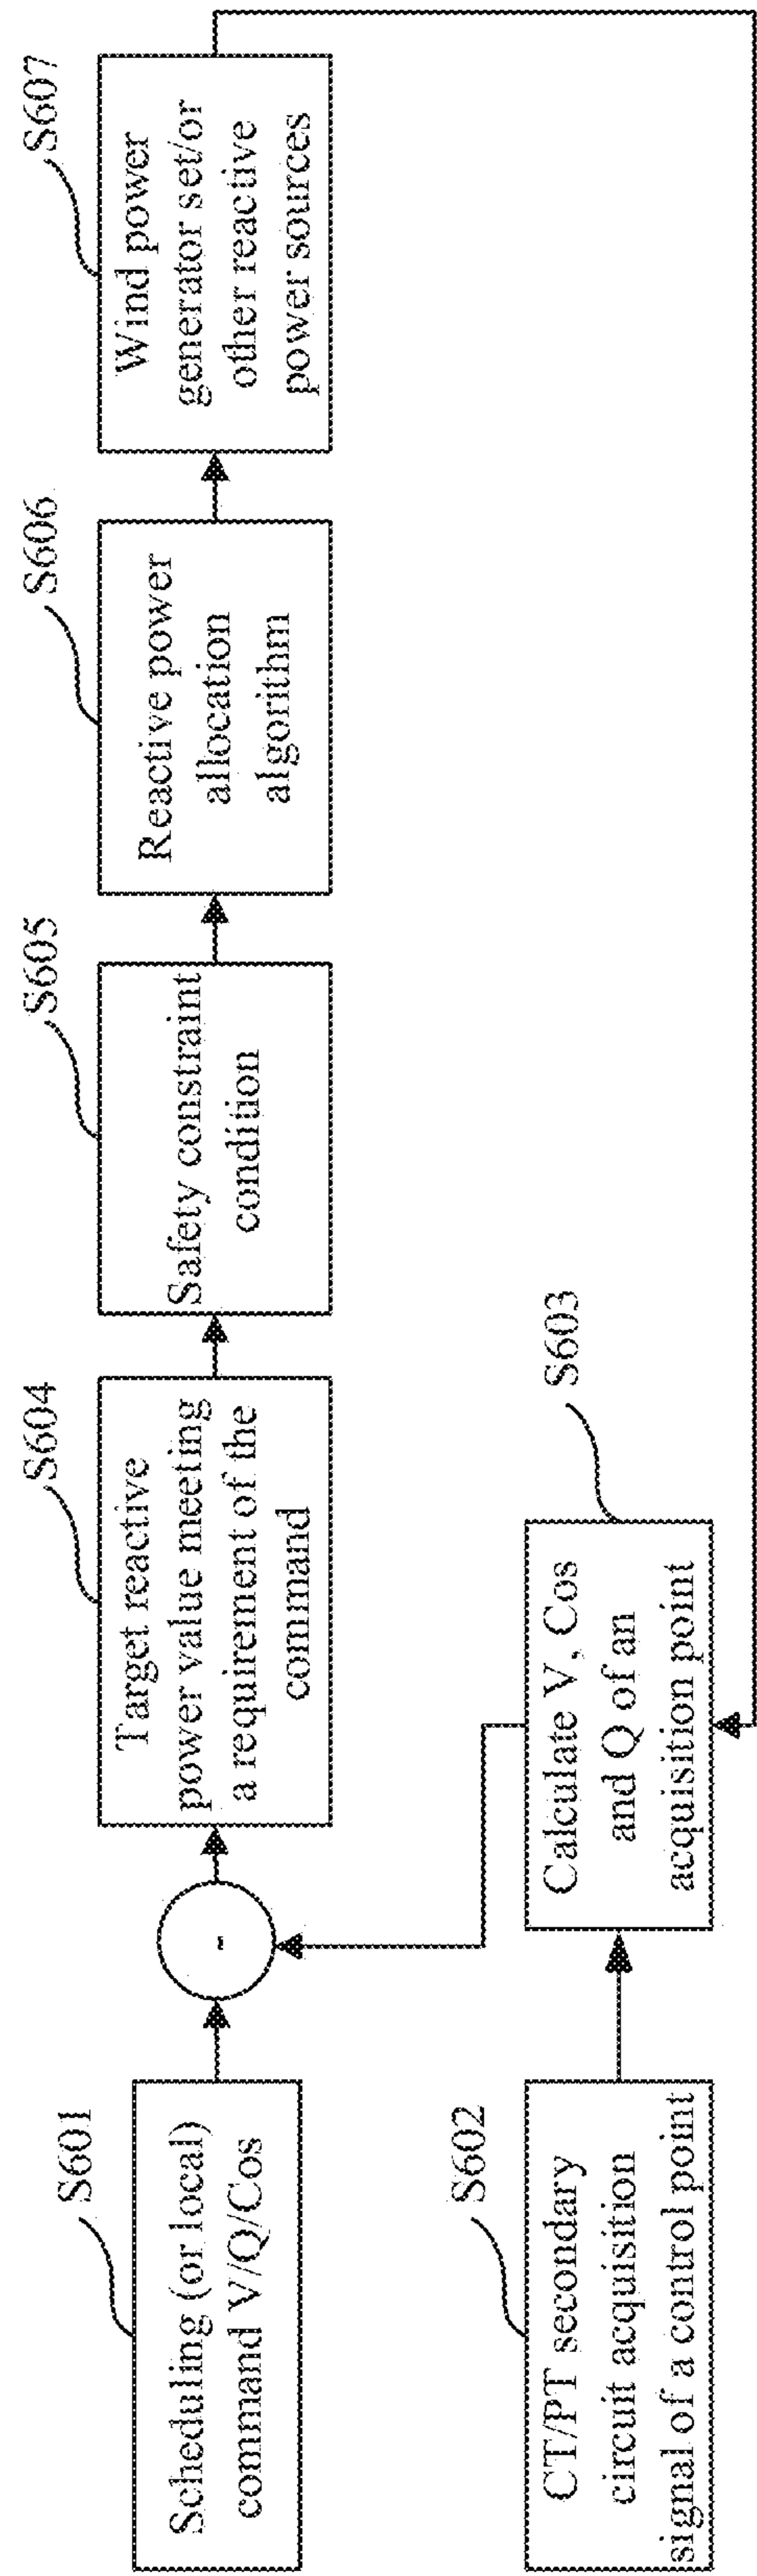 S601
Scheduling (or local)
command V/Q/Cos
-
S604
Target reactive
power value meeting
a requirement of the
command
S605
Safety constraint
condition
S606
Reactive power
allocation
algorithm
S607
Wind power
generator set/or
other reactive
power sources
S602
CT/PT secondary
circuit acquisition
signal of a control point
S603
Calculate V, Cos
and Q of an
acquisition point